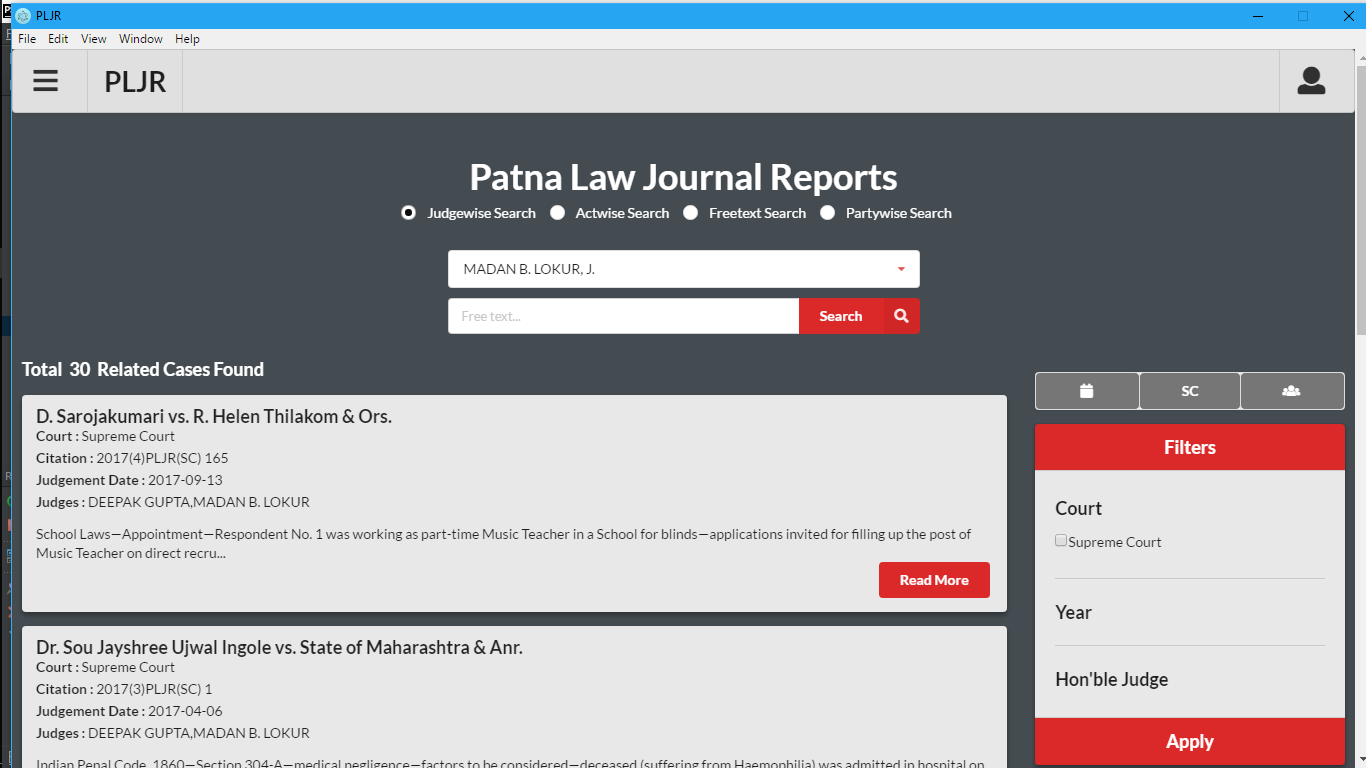 PLJR
File Edit View Window Help
PLJR
Patna Law Journal Reports
Judgewise Search Actwise Search Freetext Search Partywise Search
MADAN B. LOKUR, J.
Free text...
Search
Total 30 Related Cases Found
D. Sarojakumari vs. R. Helen Thilakom & Ors.
Court : Supreme Court
Citation : 2017(4)PLJR(SC) 165
Judgement Date : 2017-09-13
Judges : DEEPAK GUPTA,MADAN B. LOKUR
School Laws—Appointment—Respondent No. 1 was working as part-time Music Teacher in a School for blinds—applications invited for filling up the post of
Music Teacher on direct recru...
Read More
Dr. Sou Jayshree Ujwal Ingole vs. State of Maharashtra & Anr.
Court : Supreme Court
Citation : 2017(3)PLJR(SC) 1
Judgement Date : 2017-04-06
Judges : DEEPAK GUPTA,MADAN B. LOKUR
Indian Penal Code, 1860—Section 304-A—medical negligence—factors to be considered—deceased (suffering from Haemophilia) was admitted in hospital on
SC
Filters
Court
Supreme Court
Year
Hon'ble Judge
Apply